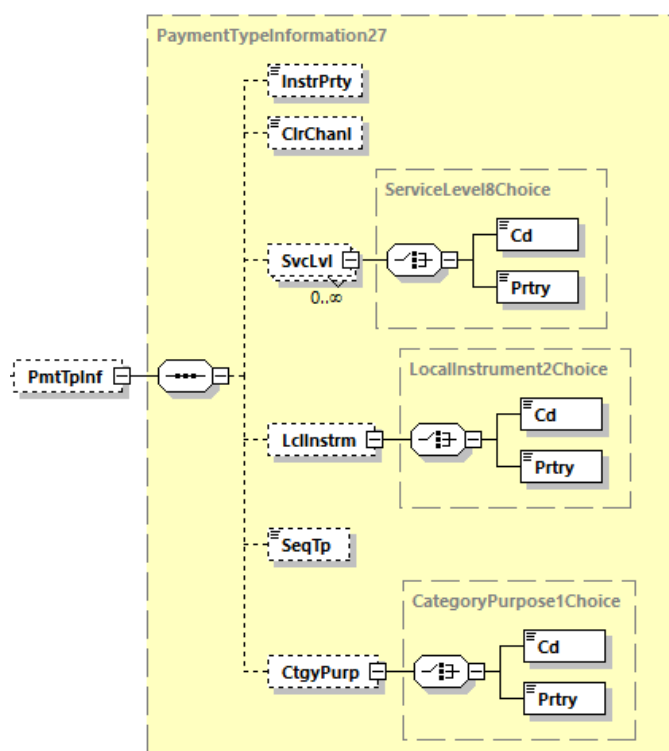 PaymentTypeInformation27
InstrPrty
ClrChanl
ServiceLevel8Choice
Cd
SvcLvl
0..∞
Prtry
PmtTpInf
LocalInstrument2Choice
Cd
LclInstrm
Prtry
SeqTp
CategoryPurpose1Choice
Cd
CtgyPurp
Prtry